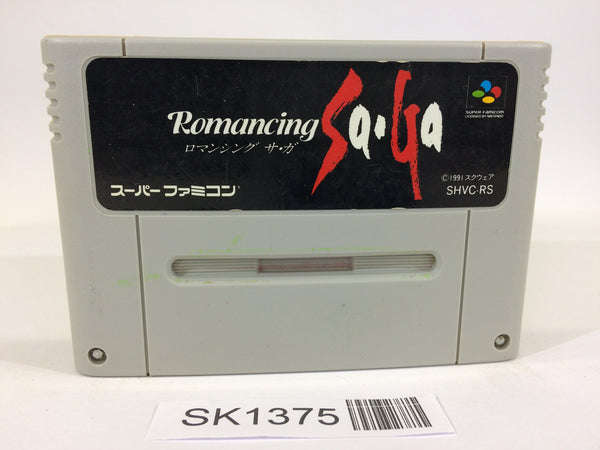 Romancing Sa·Ga
ロマンシング サ・ガ
SUPER FAMICOM
LICENSED BY NINTENDO
©1991 スクウェア
SHVC-RS
スーパーファミコン
SK1375